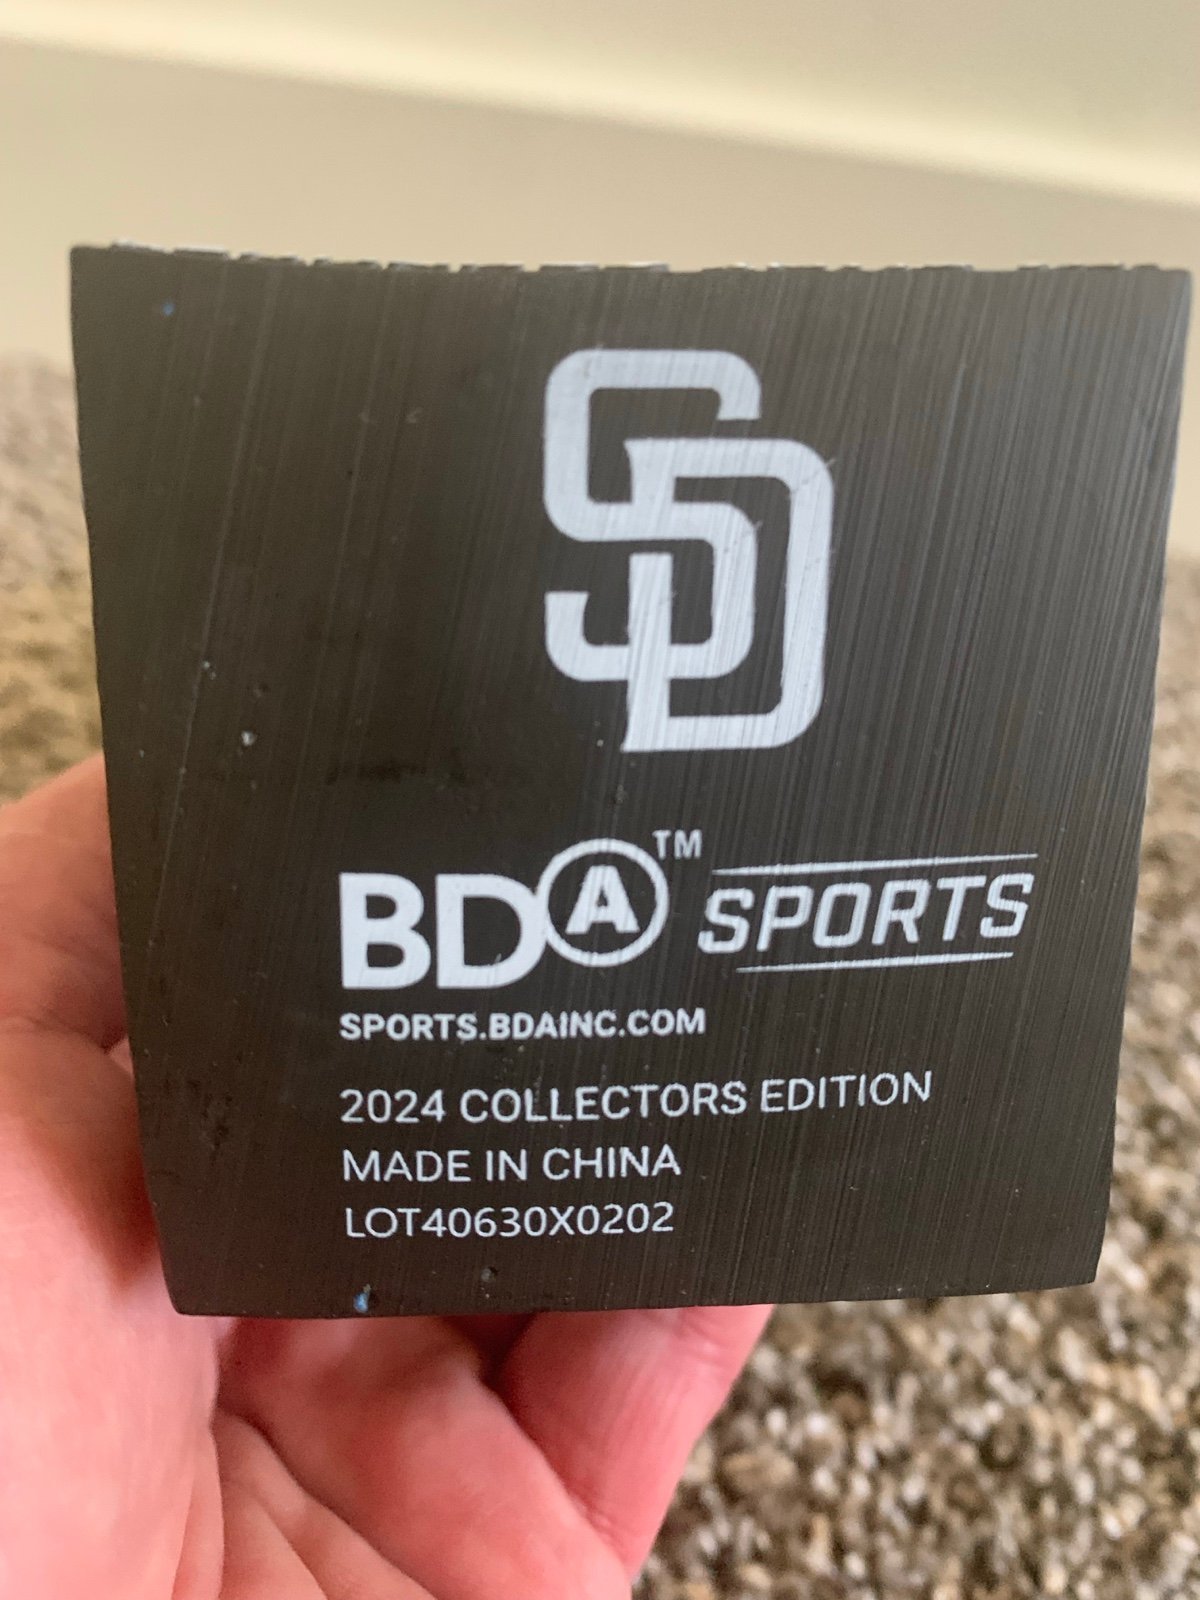 SD
BDA™ SPORTS
SPORTS.BDAINC.COM
2024 COLLECTORS EDITION
MADE IN CHINA
LOT40630X0202